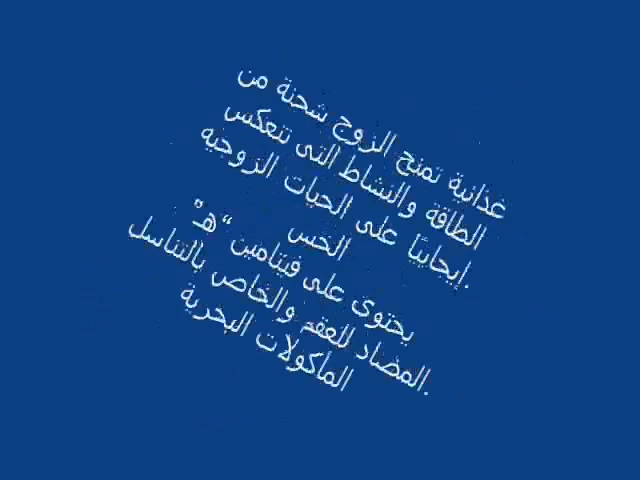 غذائية تمنح الزوج شحنة من
الطاقة والنشاط التى تنعكس
إيجابيًا على الحيات الزوجية.
الخس
يحتوى على فيتامين “هـ”
المضاد للعقم والخاص بالتناسل.
المأكولات البحرية